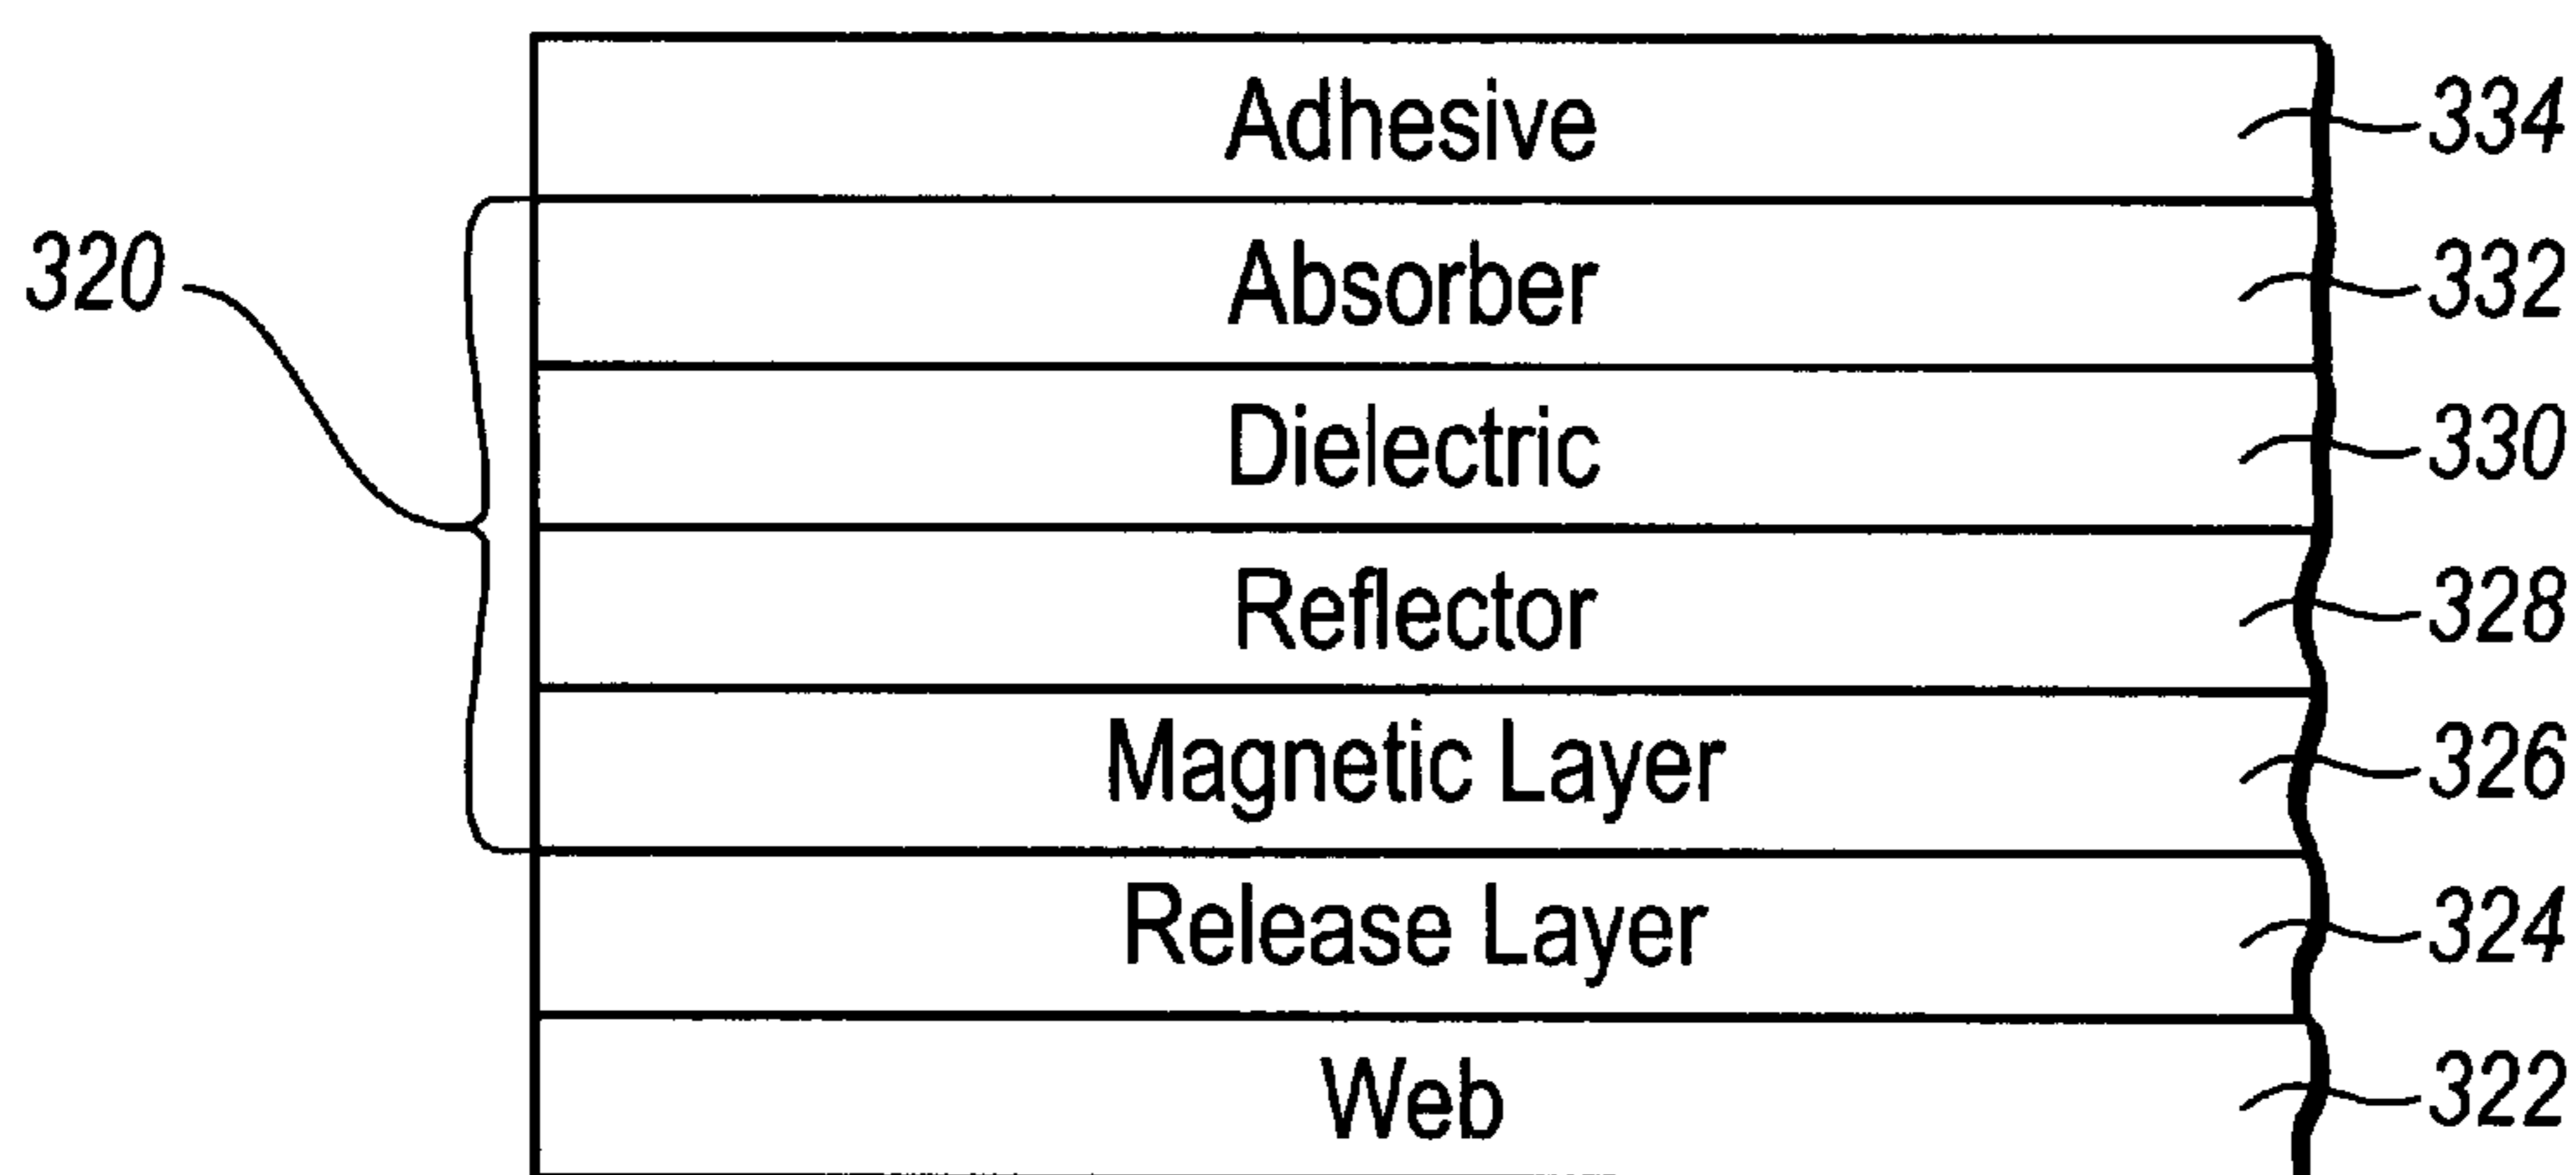 Adhesive 334
Absorber 332
320
Dielectric 330
Reflector 328
Magnetic Layer 326
Release Layer 324
Web 322